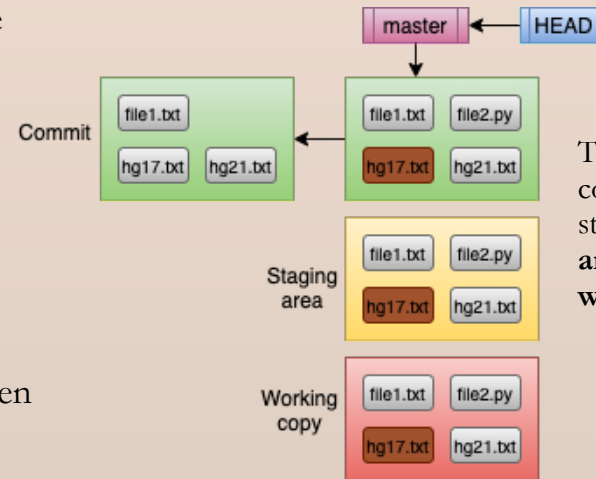 master
HEAD
Commit
file1.txt
hg17.txt hg21.txt
file1.txt file2.py
hg17.txt hg21.txt
Staging
area
file1.txt file2.py
hg17.txt hg21.txt
Working
copy
file1.txt file2.py
hg17.txt hg21.txt